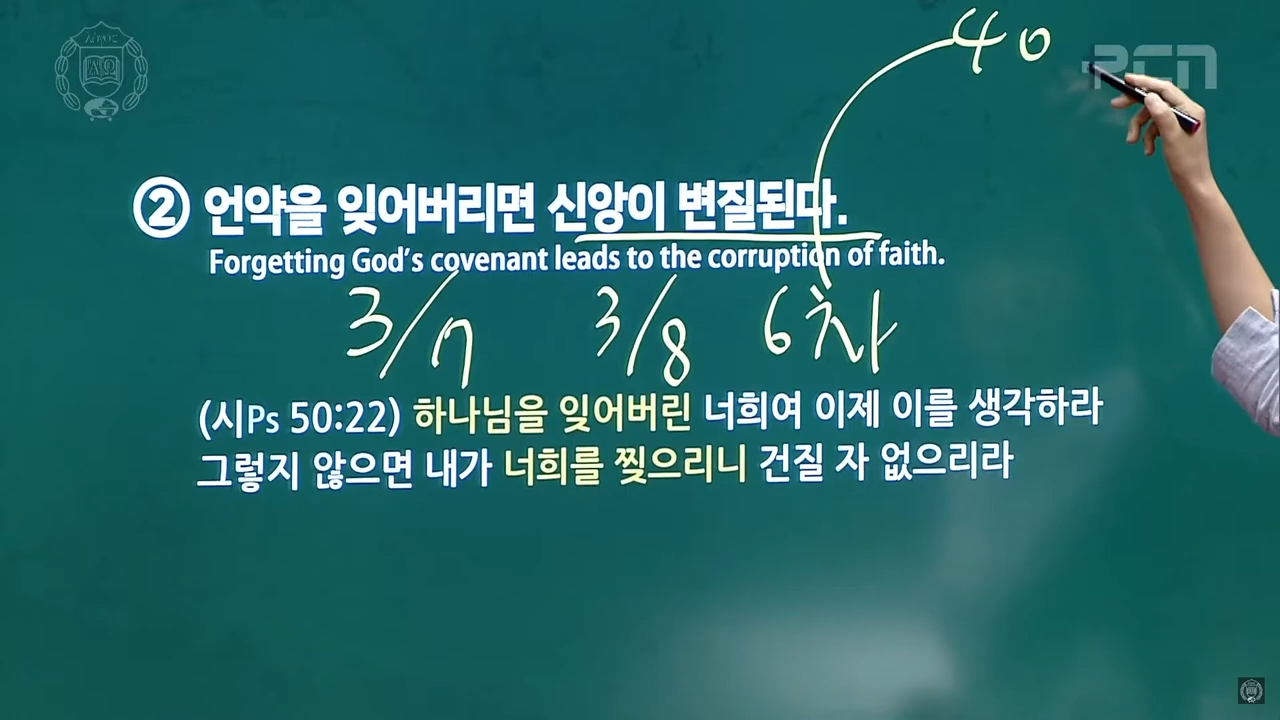 40
PCN
② 언약을 잊어버리면 신앙이 변질된다.
Forgetting God's covenant leads to the corruption of faith.
3/7 3/8 6차
(시Ps 50:22) 하나님을 잊어버린 너희여 이제 이를 생각하라
그렇지 않으면 내가 너희를 찢으리니 건질 자 없으리라